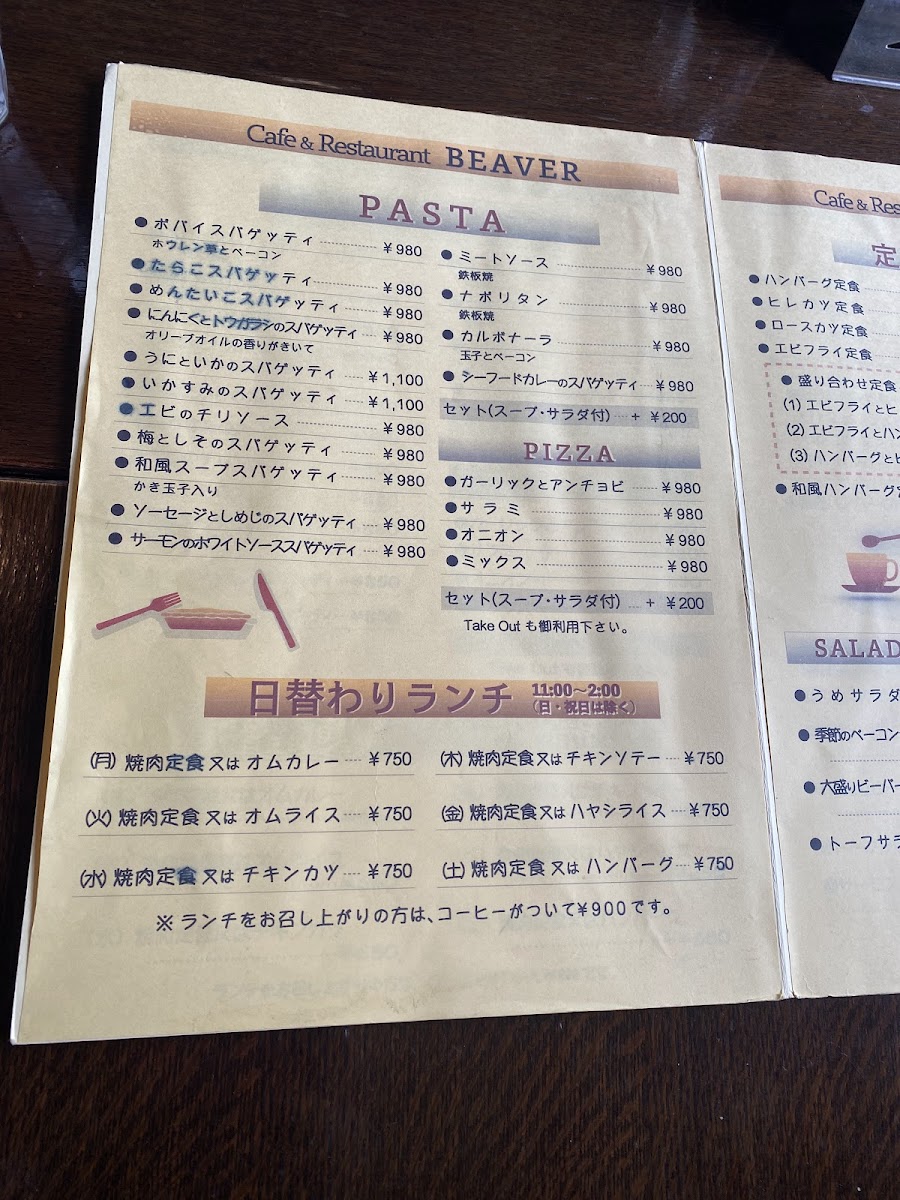 Cafe & Restaurant BEAVER
PASTA
● ポパイスパゲッティ ¥980
ホウレン草とベーコン
● たらこスパゲッティ ¥980
● めんたいこスパゲッティ ¥980
● にんにくとトウガラシのスパゲッティ ¥980
オリーブオイルの香りがきいて
● うにといかのスパゲッティ ¥1,100
● いかすみのスパゲッティ ¥1,100
● エビのチリソース ¥980
● 梅としそのスパゲッティ ¥980
● 和風スープスパゲッティ ¥980
かき玉子入り
● ソーセージとしめじのスパゲッティ ¥980
● サーモンのホワイトソーススパゲッティ ¥980
● ミートソース ¥980
鉄板焼
● ナポリタン ¥980
鉄板焼
● カルボナーラ ¥980
玉子とベーコン
● シーフードカレーのスパゲッティ ¥980
セット(スープ・サラダ付) + ¥200
PIZZA
● ガーリックとアンチョビ ¥980
● サラミ ¥980
● オニオン ¥980
● ミックス ¥980
セット(スープ・サラダ付) + ¥200
Take Out も御利用下さい。
日替わりランチ 11:00〜2:00
(日・祝日は除く)
(月) 焼肉定食 又は オムカレー ¥750
(火) 焼肉定食 又は オムライス ¥750
(水) 焼肉定食 又は チキンカツ ¥750
(木) 焼肉定食 又は チキンソテー ¥750
(金) 焼肉定食 又は ハヤシライス ¥750
(土) 焼肉定食 又は ハンバーグ ¥750
※ ランチをお召し上がりの方は、コーヒーがついて¥900です。
Cafe & Res
定
● ハンバーグ定食
● ヒレカツ定食
● ロースカツ定食
● エビフライ定食
● 盛り合わせ定食
(1) エビフライとヒ
(2) エビフライとハン
(3) ハンバーグとヒ
● 和風ハンバーグ定
SALAD
● うめサラダ
● 季節のベーコン
● 大盛りビーバー
● トーフサラ